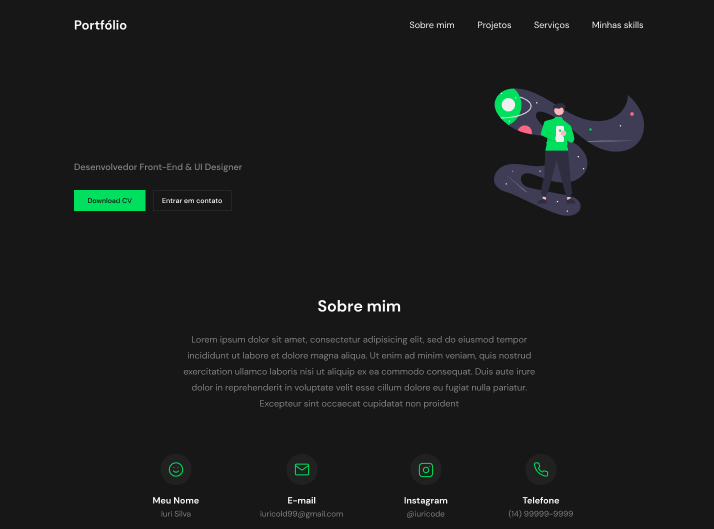 Portfólio
Sobre mim
Projetos
Serviços
Minhas skills
Desenvolvedor Front-End & UI Designer
Download CV
Entrar em contato
Sobre mim
Lorem ipsum dolor sit amet, consectetur adipisicing elit, sed do eiusmod tempor
incididunt ut labore et dolore magna aliqua. Ut enim ad minim veniam, quis nostrud
exercitation ullamco laboris nisi ut aliquip ex ea commodo consequat. Duis aute irure
dolor in reprehenderit in voluptate velit esse cillum dolore eu fugiat nulla pariatur.
Excepteur sint occaecat cupidatat non proident
Meu Nome
Iuri Silva
E-mail
iuricold99@gmail.com
Instagram
@iuricode
Telefone
(14) 99999-9999